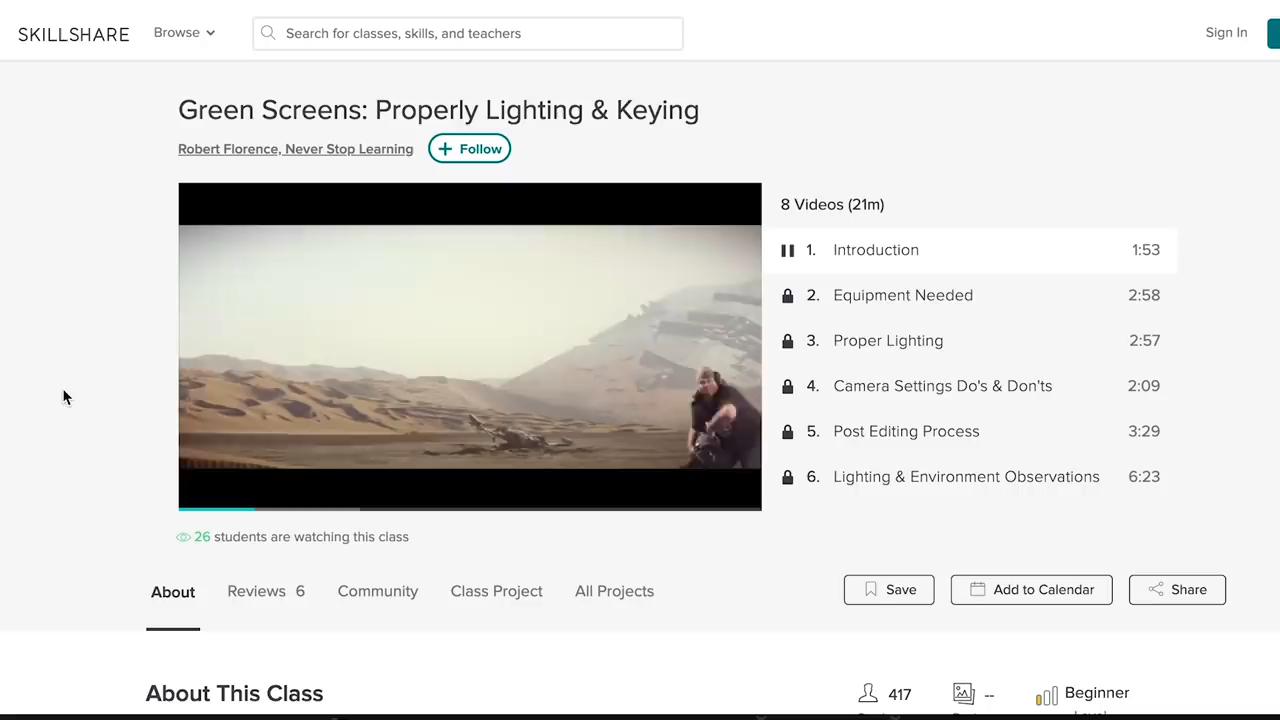 SKILLSHARE Browse Search for classes, skills, and teachers Sign In
Green Screens: Properly Lighting & Keying
Robert Florence, Never Stop Learning + Follow
8 Videos (21m)
1. Introduction 1:53
2. Equipment Needed 2:58
3. Proper Lighting 2:57
4. Camera Settings Do's & Don'ts 2:09
5. Post Editing Process 3:29
6. Lighting & Environment Observations 6:23
26 students are watching this class
About Reviews 6 Community Class Project All Projects Save Add to Calendar Share
About This Class 417 -- Beginner